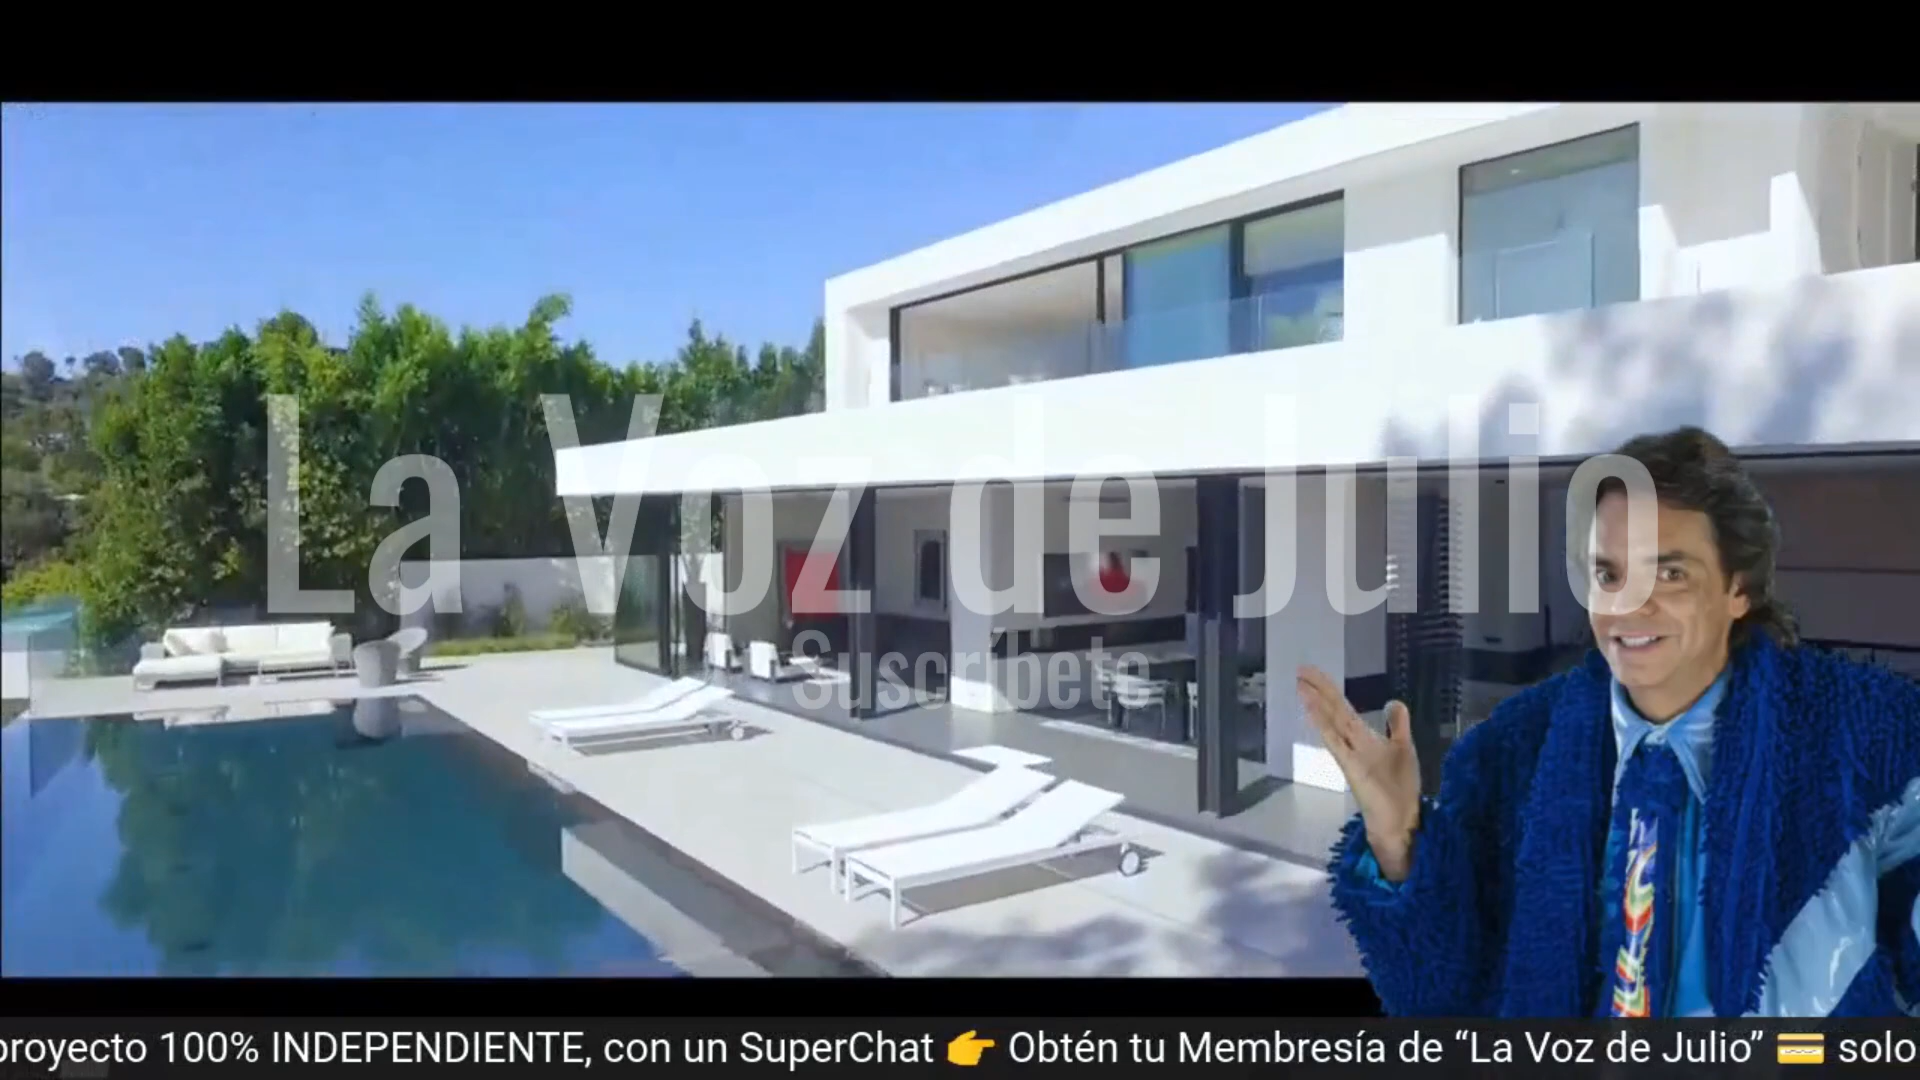 La Voz de Julio
Suscríbete
proyecto 100% INDEPENDIENTE, con un SuperChat 👉 Obtén tu Membresía de “La Voz de Julio” 💳 solo